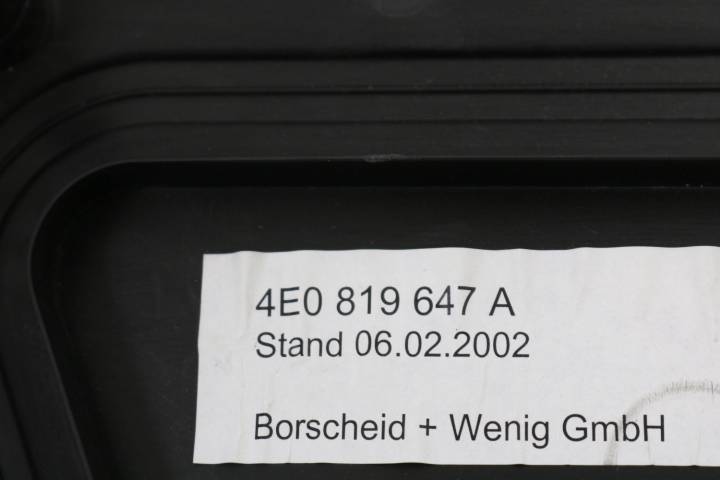 4E0 819 647 A
Stand 06.02.2002
Borscheid + Wenig GmbH